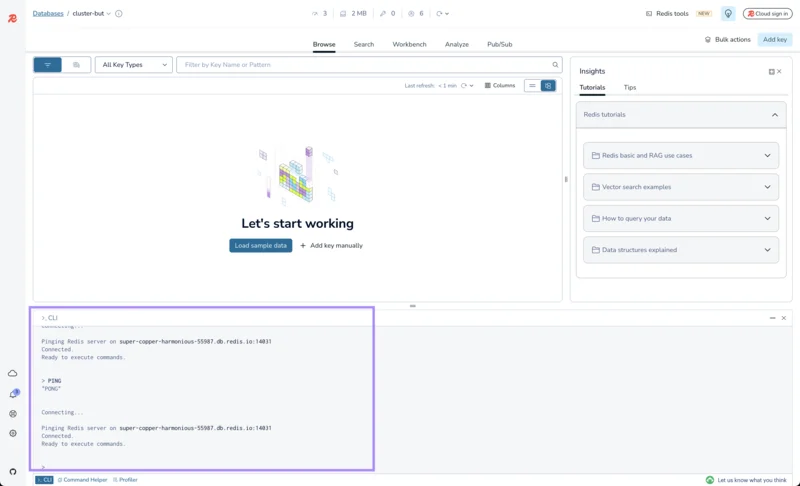 Databases / cluster-but
3
2 MB
0
6
Redis tools NEW
Cloud sign in
Browse Search Workbench Analyze Pub/Sub
Bulk actions
Add key
All Key Types
Filter by Key Name or Pattern
Last refresh: < 1 min
Columns
Let's start working
Load sample data
+ Add key manually
Insights
Tutorials Tips
Redis tutorials
Redis basic and RAG use cases
Vector search examples
How to query your data
Data structures explained
>_ CLI
Connecting...
Pinging Redis server on super-copper-harmonious-55987.db.redis.io:14031
Connected.
Ready to execute commands.
> PING
"PONG"
Connecting...
Pinging Redis server on super-copper-harmonious-55987.db.redis.io:14031
Connected.
Ready to execute commands.
>
>_ CLI Command Helper Profiler
Let us know what you think